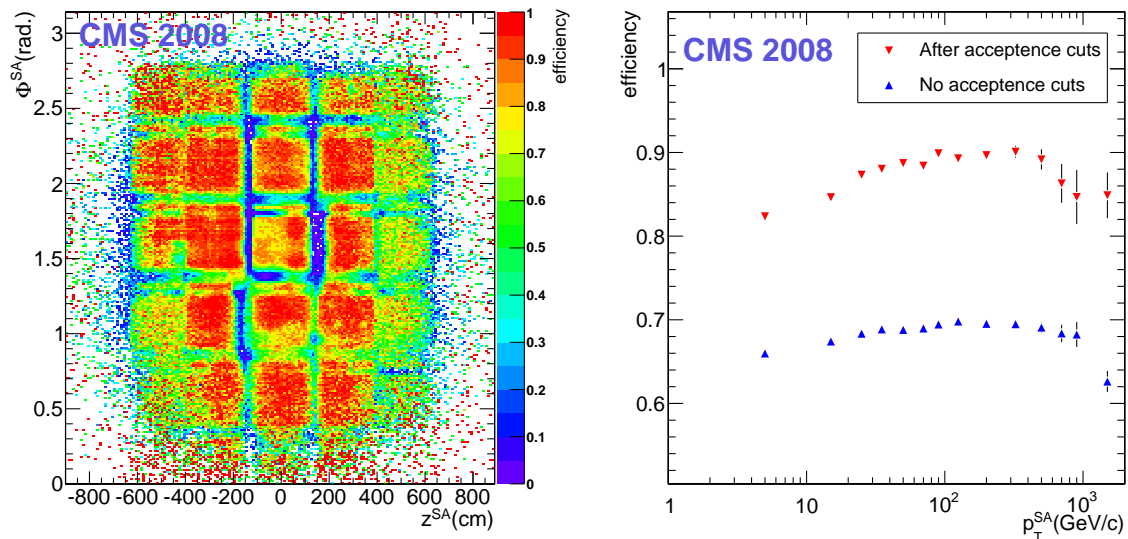 CMS 2008
Φ^SA(rad.)
3
2.5
2
1.5
1
0.5
0
-800 -600 -400 -200 0 200 400 600 800
z^SA(cm)
efficiency
1
0.9
0.8
0.7
0.6
0.5
0.4
0.3
0.2
0.1
0
CMS 2008
After acceptence cuts
No acceptence cuts
efficiency
1
0.9
0.8
0.7
0.6
1 10 10^2 10^3
p_T^SA(GeV/c)